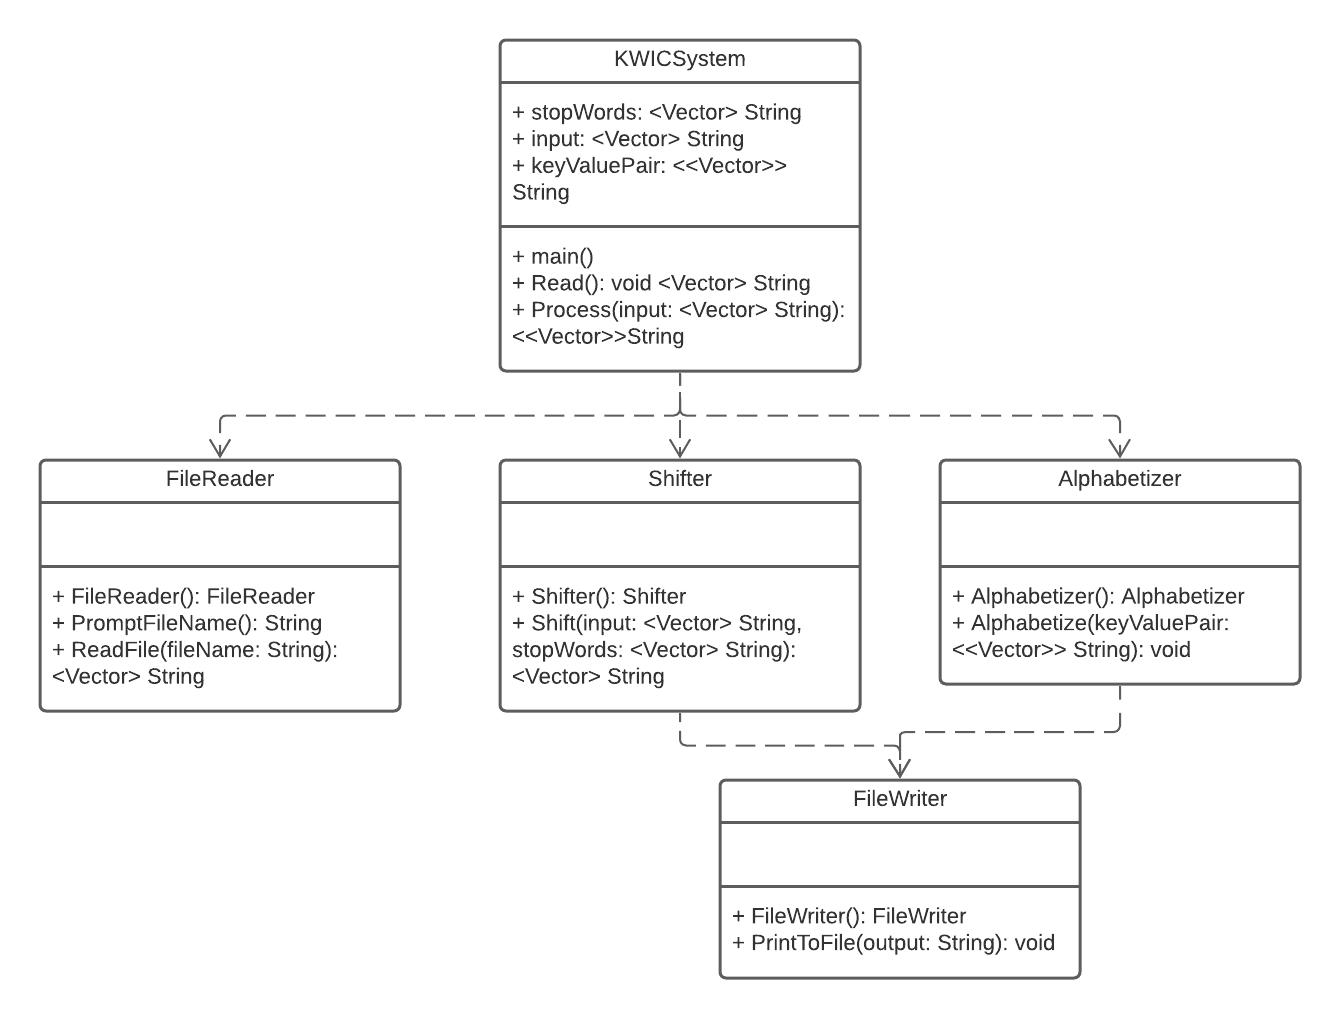 KWICSystem
+ stopWords: <Vector> String
+ input: <Vector> String
+ keyValuePair: <<Vector>>
String
+ main()
+ Read(): void <Vector> String
+ Process(input: <Vector> String):
<<Vector>>String
FileReader
+ FileReader(): FileReader
+ PromptFileName(): String
+ ReadFile(fileName: String):
<Vector> String
Shifter
+ Shifter(): Shifter
+ Shift(input: <Vector> String,
stopWords: <Vector> String):
<Vector> String
Alphabetizer
+ Alphabetizer(): Alphabetizer
+ Alphabetize(keyValuePair:
<<Vector>> String): void
FileWriter
+ FileWriter(): FileWriter
+ PrintToFile(output: String): void